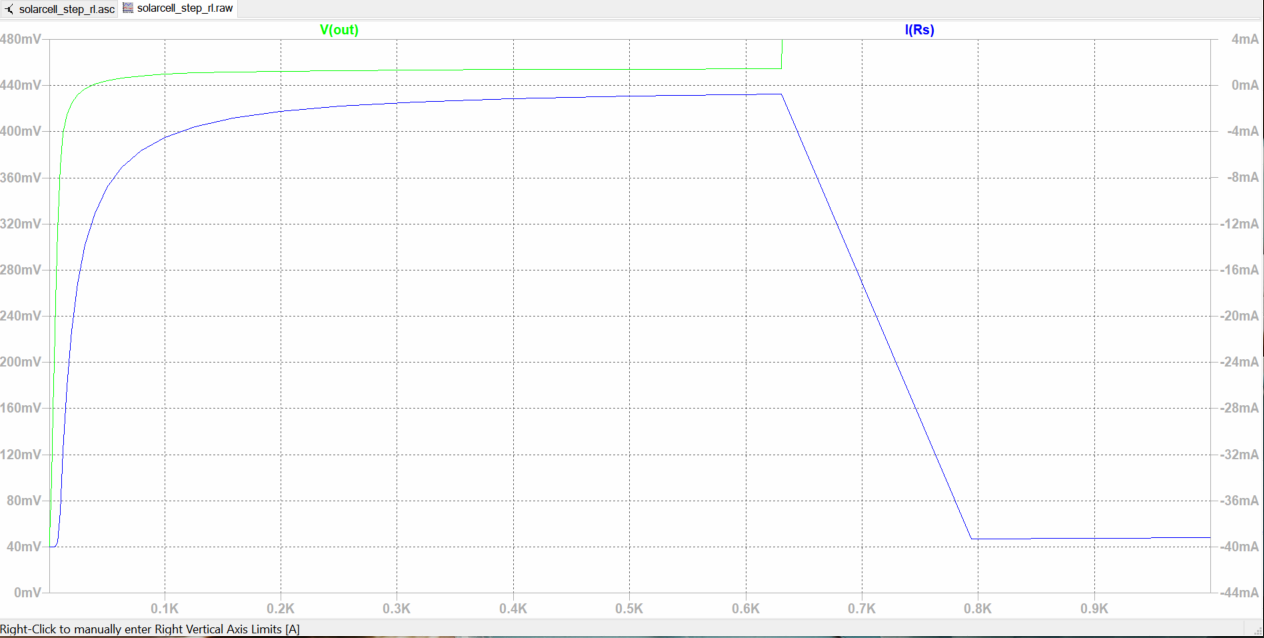 solarcell_step_rl.asc solarcell_step_rl.raw
V(out) I(Rs)
480mV 4mA
440mV 0mA
400mV -4mA
360mV -8mA
320mV -12mA
280mV -16mA
240mV -20mA
200mV -24mA
160mV -28mA
120mV -32mA
80mV -36mA
40mV -40mA
0mV -44mA
0.1K 0.2K 0.3K 0.4K 0.5K 0.6K 0.7K 0.8K 0.9K
Right-Click to manually enter Right Vertical Axis Limits [A]